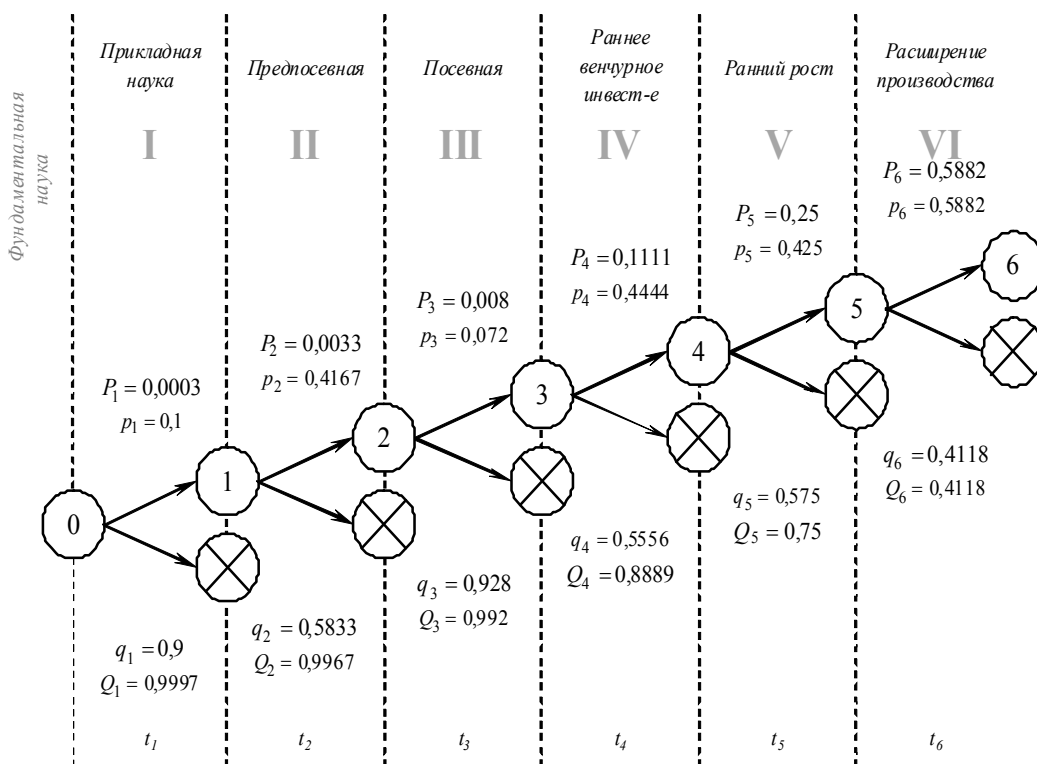 Фундаментальная
наука
Прикладная
наука
I
P1 = 0,0003
p1 = 0,1
q1 = 0,9
Q1 = 0,9997
t1
Предпосевная
II
P2 = 0,0033
p2 = 0,4167
q2 = 0,5833
Q2 = 0,9967
t2
Посевная
III
P3 = 0,008
p3 = 0,072
q3 = 0,928
Q3 = 0,992
t3
Раннее
венчурное
инвест-е
IV
P4 = 0,1111
p4 = 0,4444
q4 = 0,5556
Q4 = 0,8889
t4
Ранний рост
V
P5 = 0,25
p5 = 0,425
q5 = 0,575
Q5 = 0,75
t5
Расширение
производства
VI
P6 = 0,5882
p6 = 0,5882
q6 = 0,4118
Q6 = 0,4118
t6
0
1
2
3
4
5
6